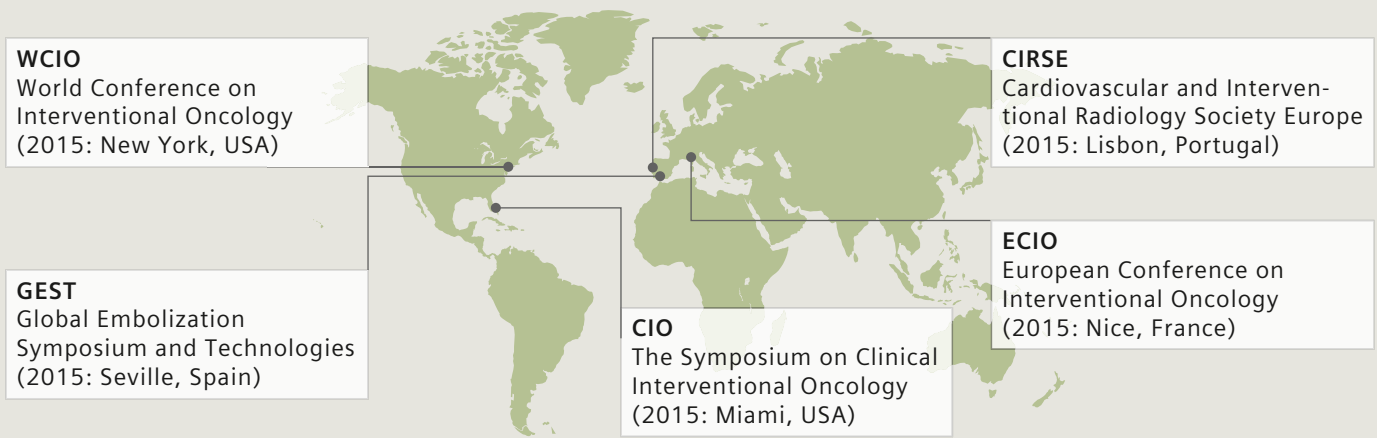 WCIO
World Conference on
Interventional Oncology
(2015: New York, USA)
GEST
Global Embolization
Symposium and Technologies
(2015: Seville, Spain)
CIO
The Symposium on Clinical
Interventional Oncology
(2015: Miami, USA)
CIRSE
Cardiovascular and Interven-
tional Radiology Society Europe
(2015: Lisbon, Portugal)
ECIO
European Conference on
Interventional Oncology
(2015: Nice, France)